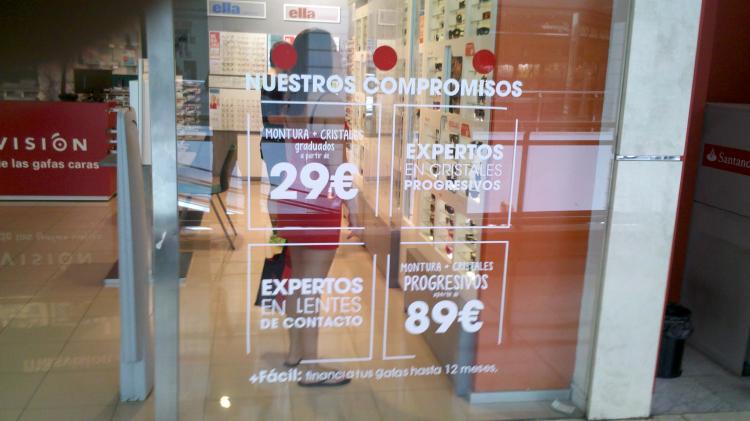 ella
ella
NUESTROS COMPROMISOS
MONTURA + CRISTALES
graduados
a partir de
29€
EXPERTOS
EN CRISTALES
PROGRESIVOS
EXPERTOS
EN LENTES
DE CONTACTO
MONTURA + CRISTALES
PROGRESIVOS
a partir de
89€
+Fácil: financia tus gafas hasta 12 meses.
VISIÓN
e las gafas caras
Santand
VISIÓN